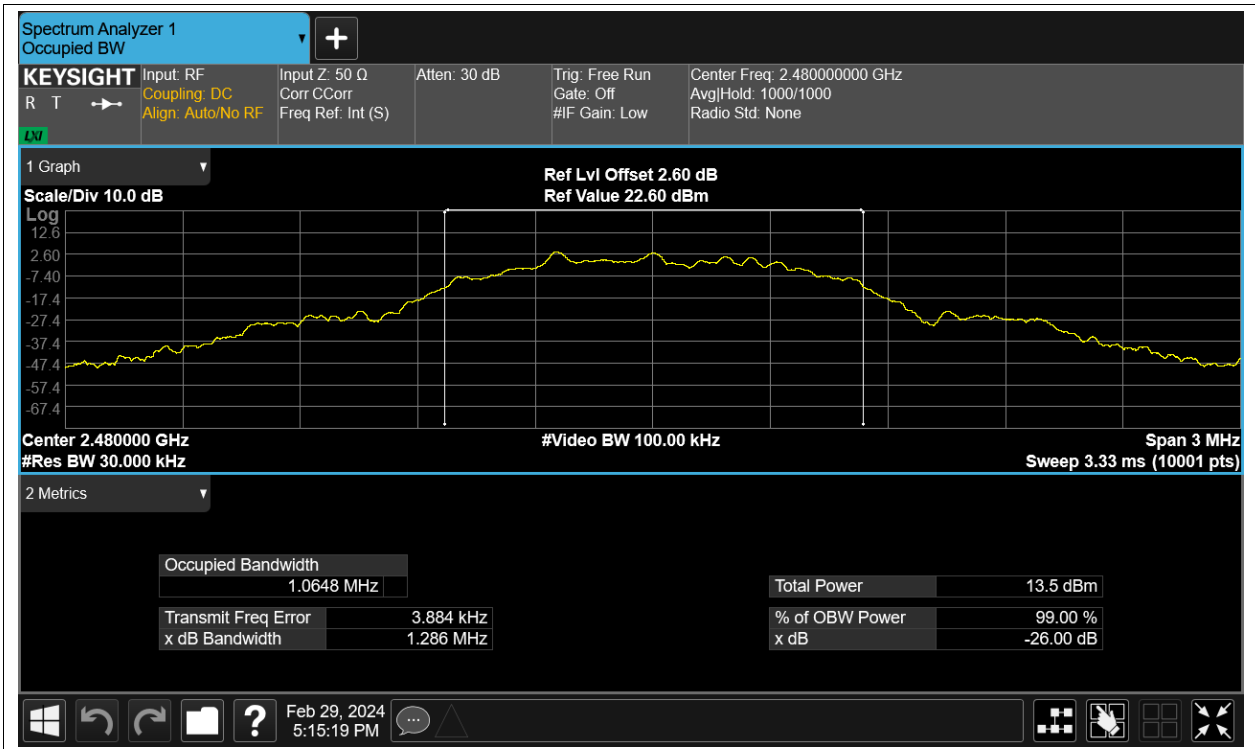 Spectrum Analyzer 1
Occupied BW
KEYSIGHT
R T
LXI
Input: RF
Coupling: DC
Align: Auto/No RF
Input Z: 50 Ω
Corr CCorr
Freq Ref: Int (S)
Atten: 30 dB
Trig: Free Run
Gate: Off
#IF Gain: Low
Center Freq: 2.480000000 GHz
Avg|Hold: 1000/1000
Radio Std: None
1 Graph
Scale/Div 10.0 dB
Ref Lvl Offset 2.60 dB
Ref Value 22.60 dBm
Log
12.6
2.60
-7.40
-17.4
-27.4
-37.4
-47.4
-57.4
-67.4
Center 2.480000 GHz
#Res BW 30.000 kHz
#Video BW 100.00 kHz
Span 3 MHz
Sweep 3.33 ms (10001 pts)
2 Metrics
Occupied Bandwidth
1.0648 MHz
Transmit Freq Error 3.884 kHz
x dB Bandwidth 1.286 MHz
Total Power 13.5 dBm
% of OBW Power 99.00 %
x dB -26.00 dB
?
Feb 29, 2024
5:15:19 PM